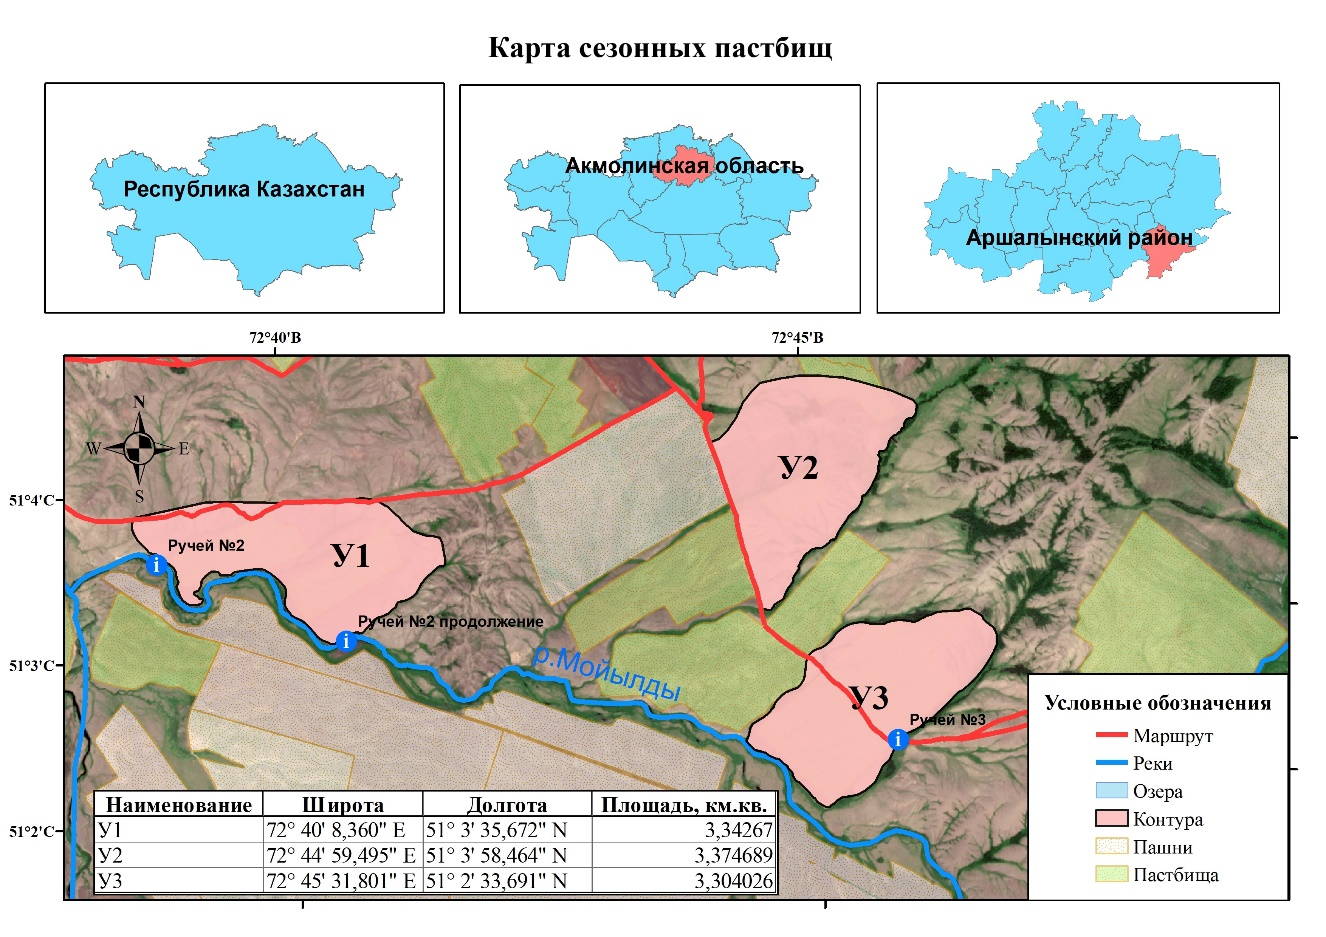 Карта сезонных пастбищ
Республика Казахстан
Акмолинская область
Аршалынский район
72°40'В
72°45'В
N
W E
S
51°4'С
У2
Ручей №2
У1
Ручей №2 продолжение
51°3'С
р.Мойылды
У3
Ручей №3
Условные обозначения
Маршрут
Реки
Озера
Контура
Пашни
Пастбища
51°2'С
Наименование Широта Долгота Площадь, км.кв.
У1 72° 40' 8,360" E 51° 3' 35,672" N 3,34267
У2 72° 44' 59,495" E 51° 3' 58,464" N 3,374689
У3 72° 45' 31,801" E 51° 2' 33,691" N 3,304026